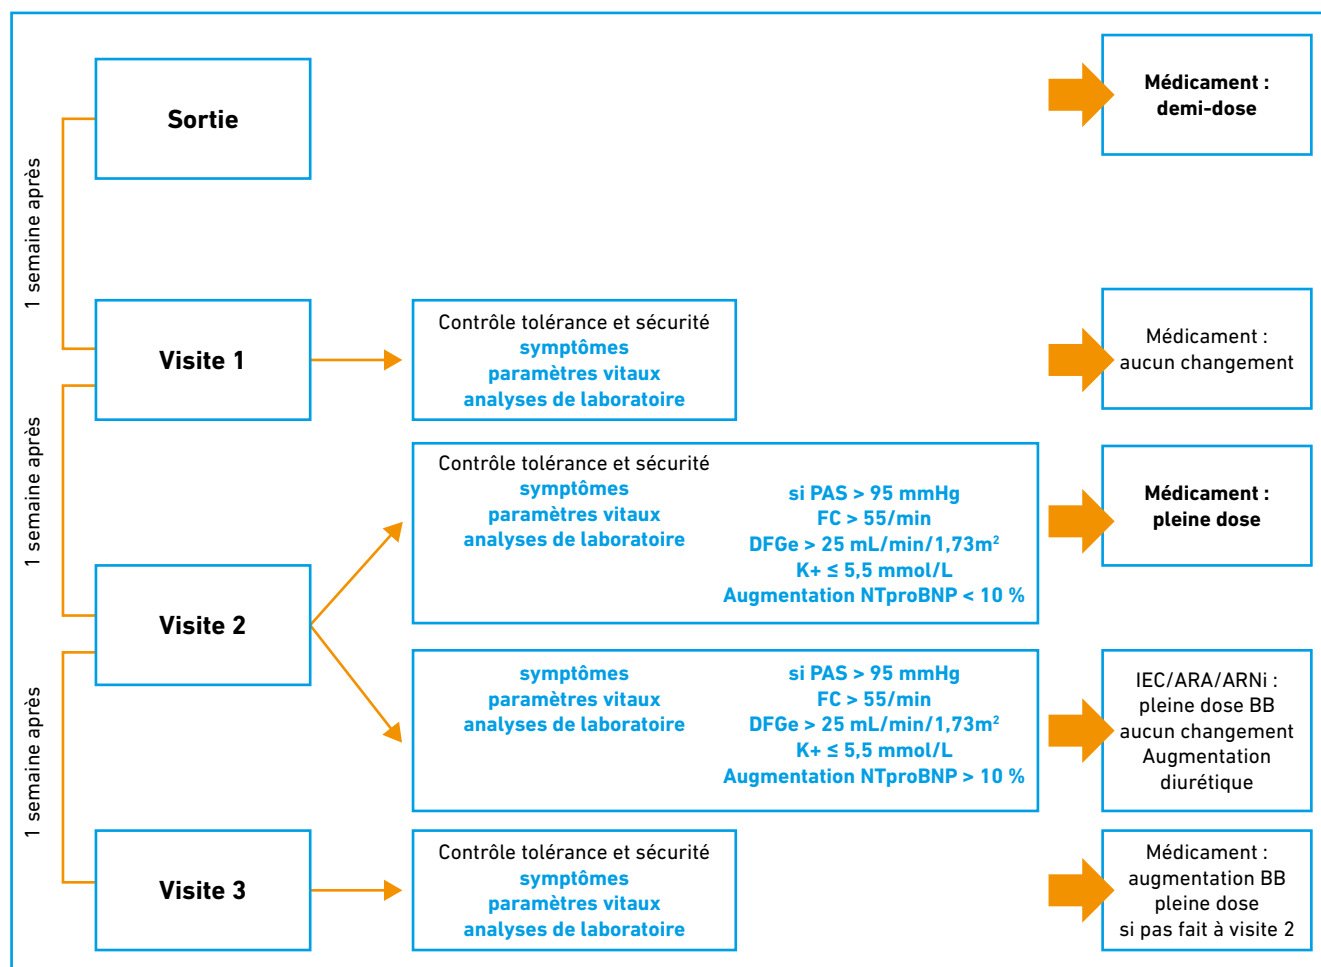 Sortie
Médicament :
demi-dose
1 semaine après
Visite 1
Contrôle tolérance et sécurité
symptômes
paramètres vitaux
analyses de laboratoire
Médicament :
aucun changement
1 semaine après
Visite 2
Contrôle tolérance et sécurité
symptômes
paramètres vitaux
analyses de laboratoire
si PAS > 95 mmHg
FC > 55/min
DFGe > 25 mL/min/1,73m²
K+ ≤ 5,5 mmol/L
Augmentation NTproBNP < 10 %
Médicament :
pleine dose
symptômes
paramètres vitaux
analyses de laboratoire
si PAS > 95 mmHg
FC > 55/min
DFGe > 25 mL/min/1,73m²
K+ ≤ 5,5 mmol/L
Augmentation NTproBNP > 10 %
IEC/ARA/ARNi :
pleine dose BB
aucun changement
Augmentation
diurétique
1 semaine après
Visite 3
Contrôle tolérance et sécurité
symptômes
paramètres vitaux
analyses de laboratoire
Médicament :
augmentation BB
pleine dose
si pas fait à visite 2